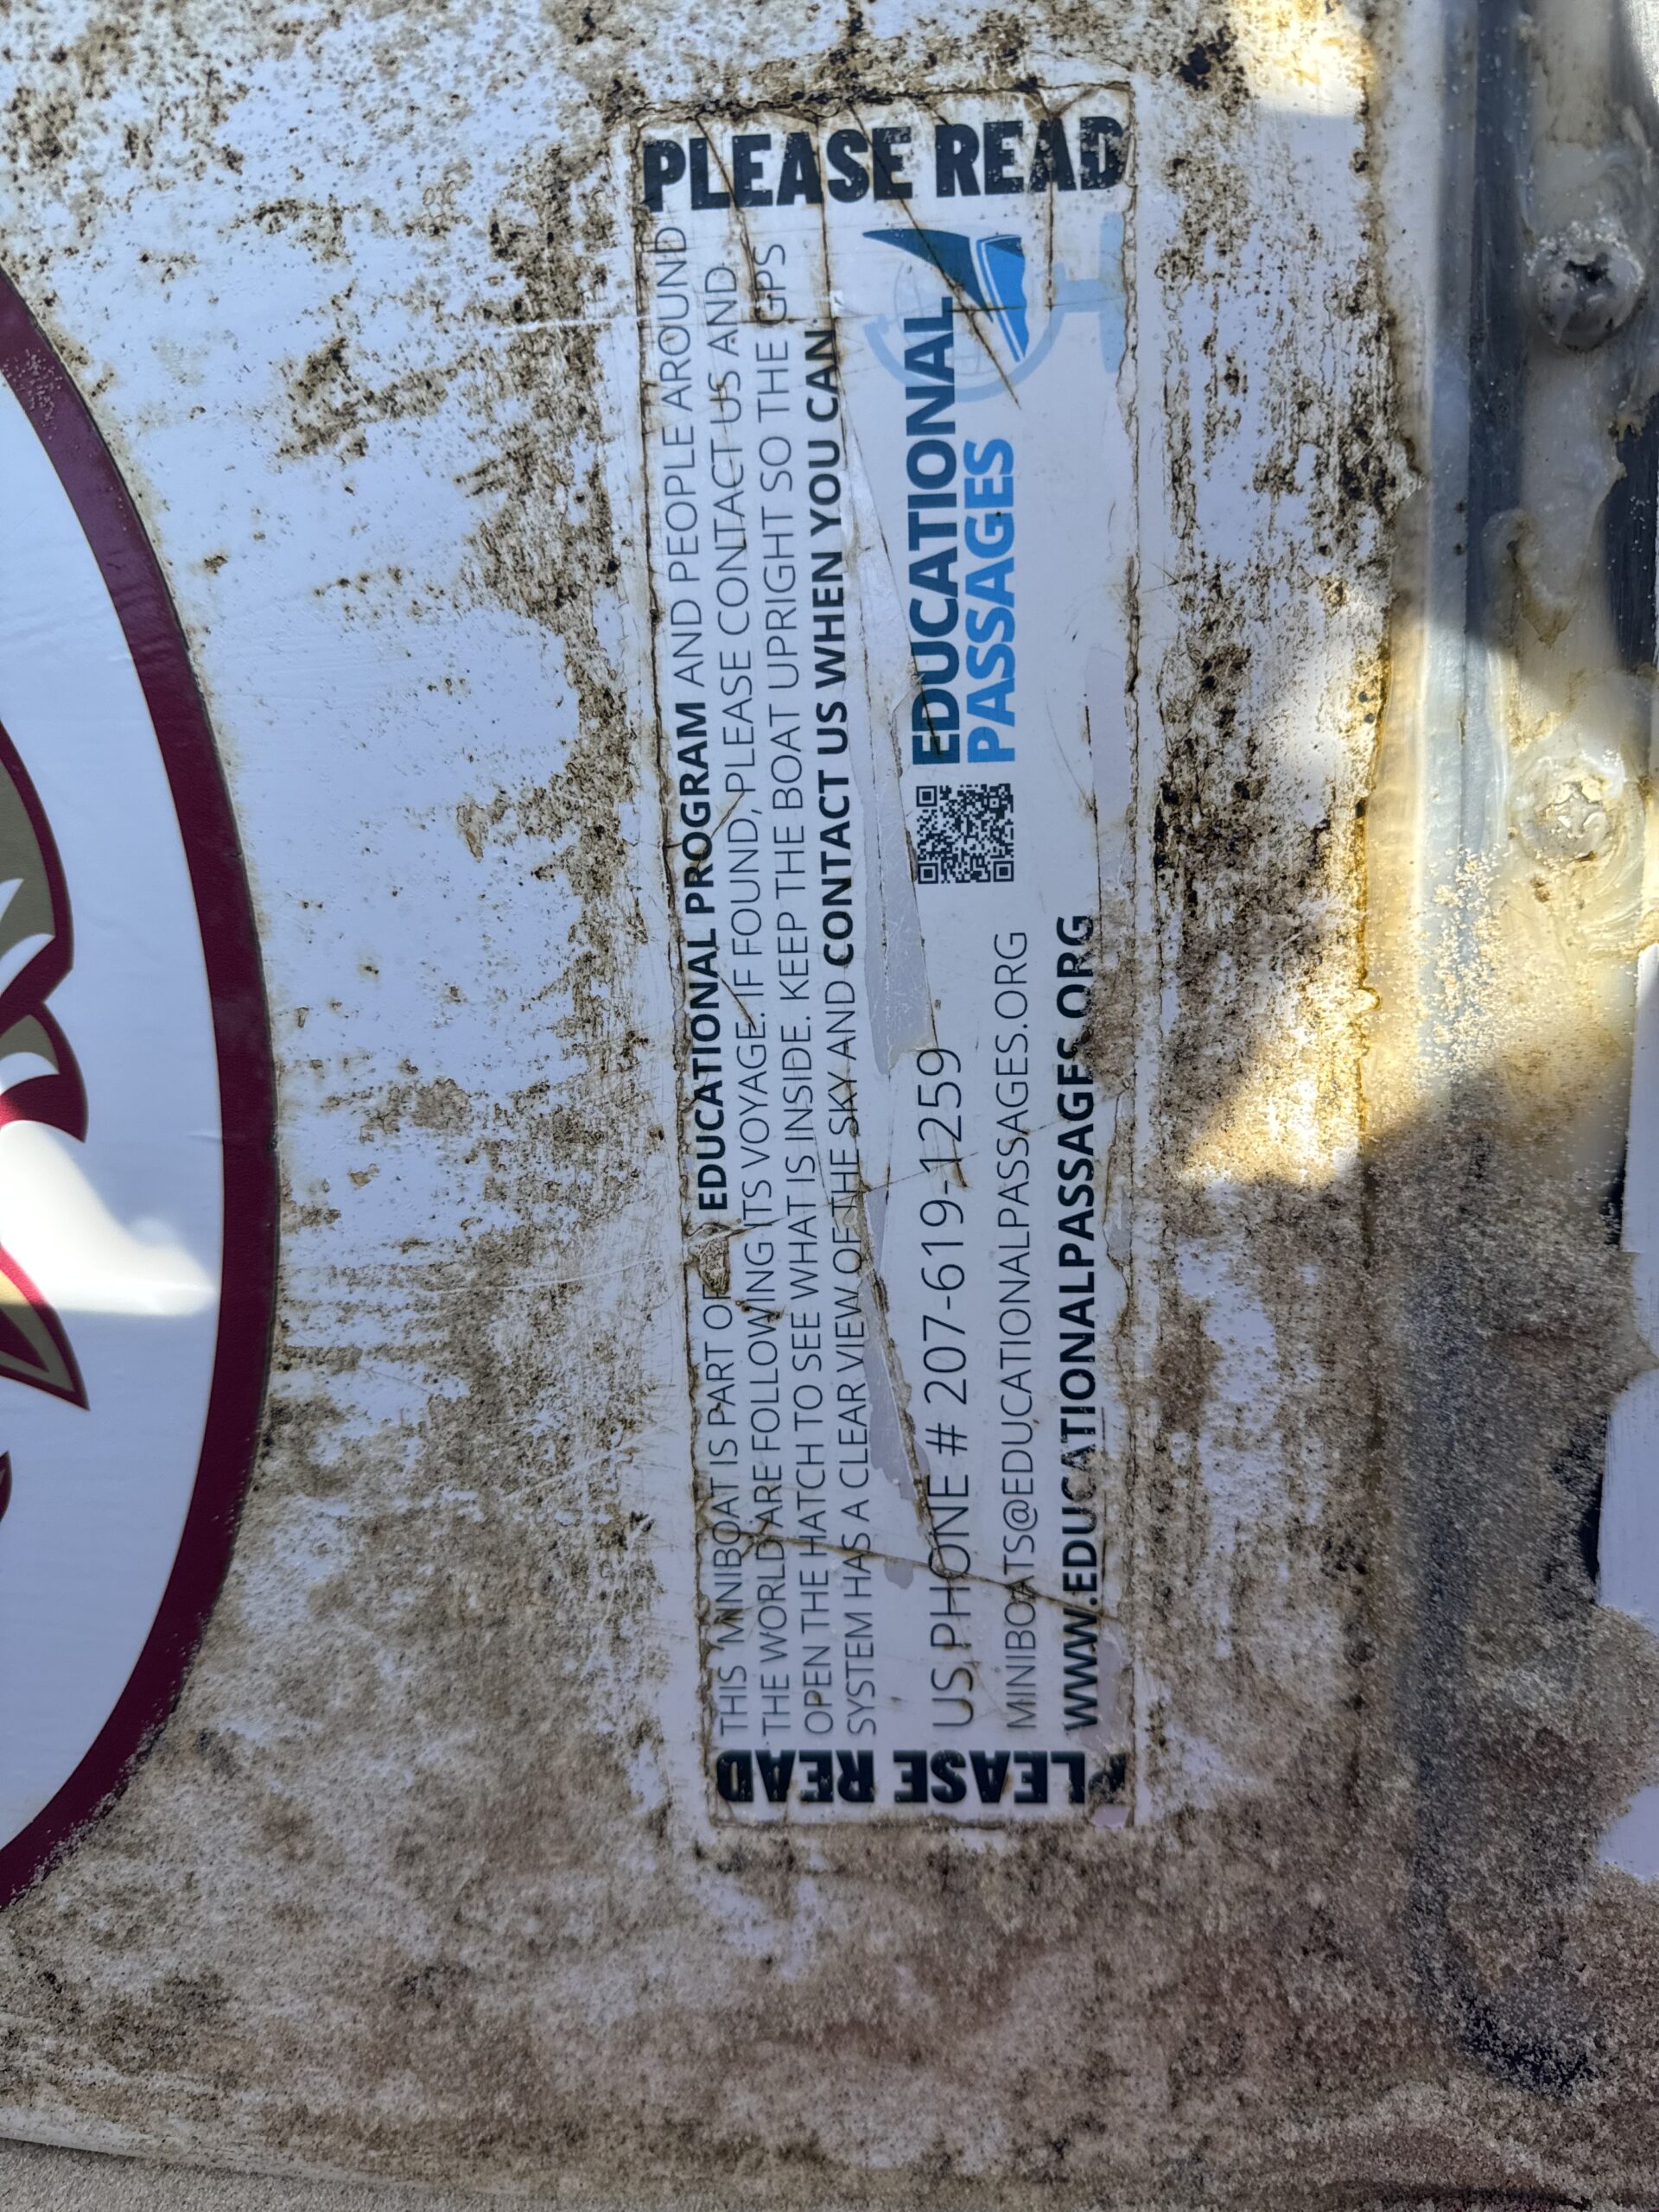 PLEASE READ
THIS MINIBOAT IS PART OF EDUCATIONAL PROGRAM AND PEOPLE AROUND
THE WORLD ARE FOLLOWING ITS VOYAGE. IF FOUND, PLEASE CONTACT US AND
OPEN THE HATCH TO SEE WHAT IS INSIDE. KEEP THE BOAT UPRIGHT SO THE GPS
SYSTEM HAS A CLEAR VIEW OF THE SKY AND CONTACT US WHEN YOU CAN
US PHONE # 207-619-1259
MINIBOATS@EDUCATIONALPASSAGES.ORG
WWW.EDUCATIONALPASSAGES.ORG
EDUCATIONAL
PASSAGES
PLEASE READ